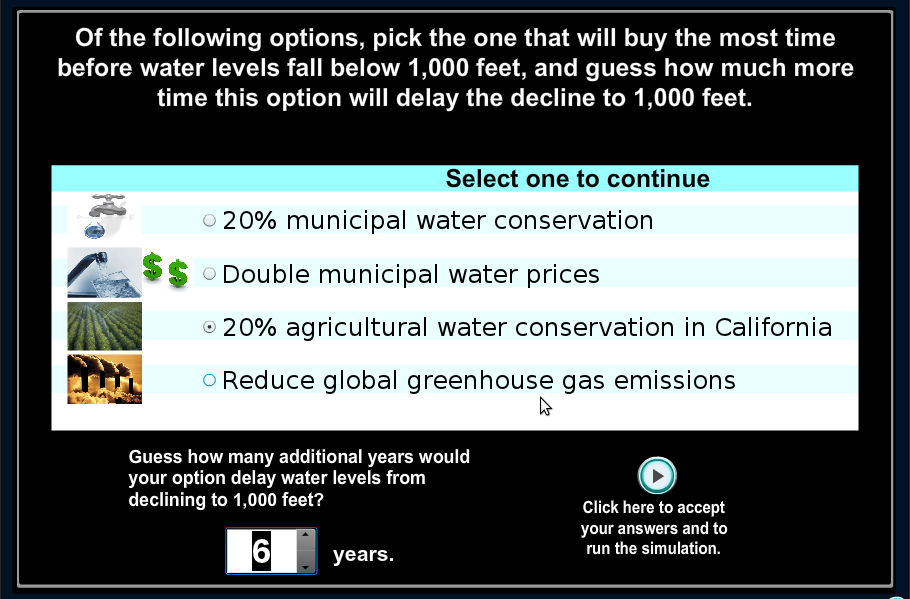 Of the following options, pick the one that will buy the most time
before water levels fall below 1,000 feet, and guess how much more
time this option will delay the decline to 1,000 feet.
Select one to continue
20% municipal water conservation
$ $
Double municipal water prices
20% agricultural water conservation in California
Reduce global greenhouse gas emissions
Guess how many additional years would
your option delay water levels from
declining to 1,000 feet?
6 years.
Click here to accept
your answers and to
run the simulation.